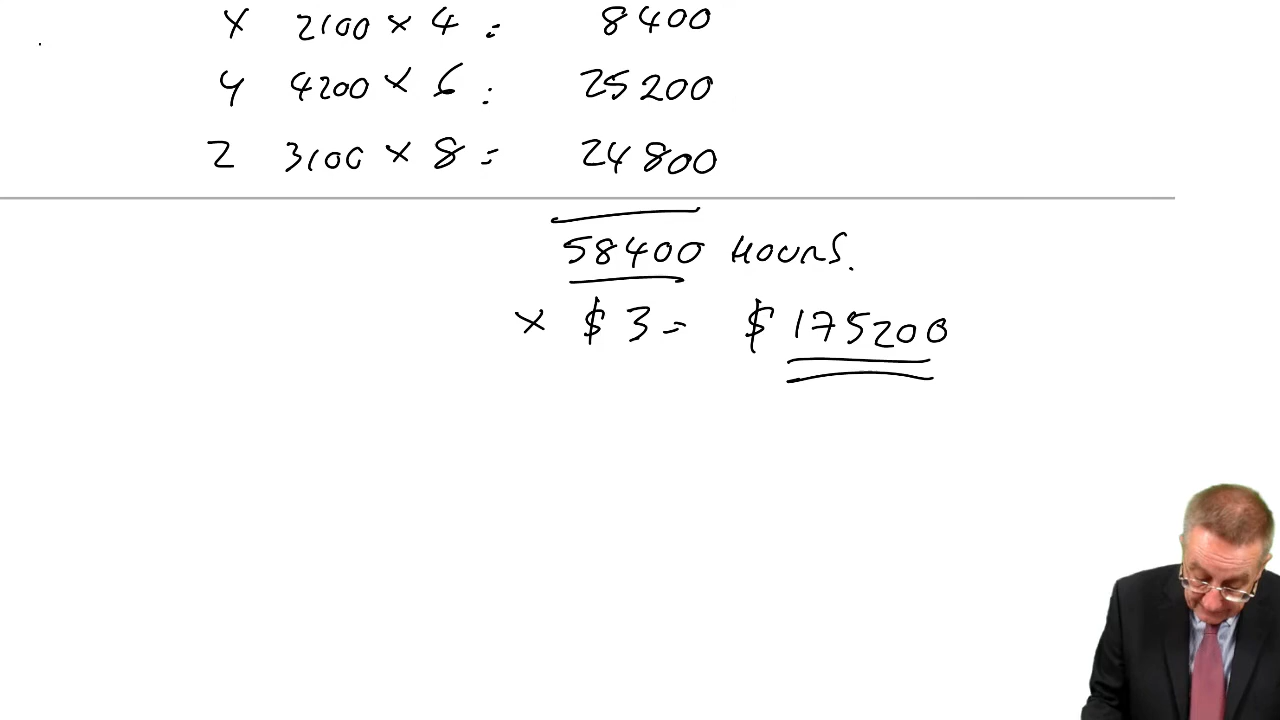 X 2100 × 4 = 8400
Y 4200 × 6 = 25200
Z 3100 × 8 = 24800
58400 HOURS.
× $ 3 = $ 175200